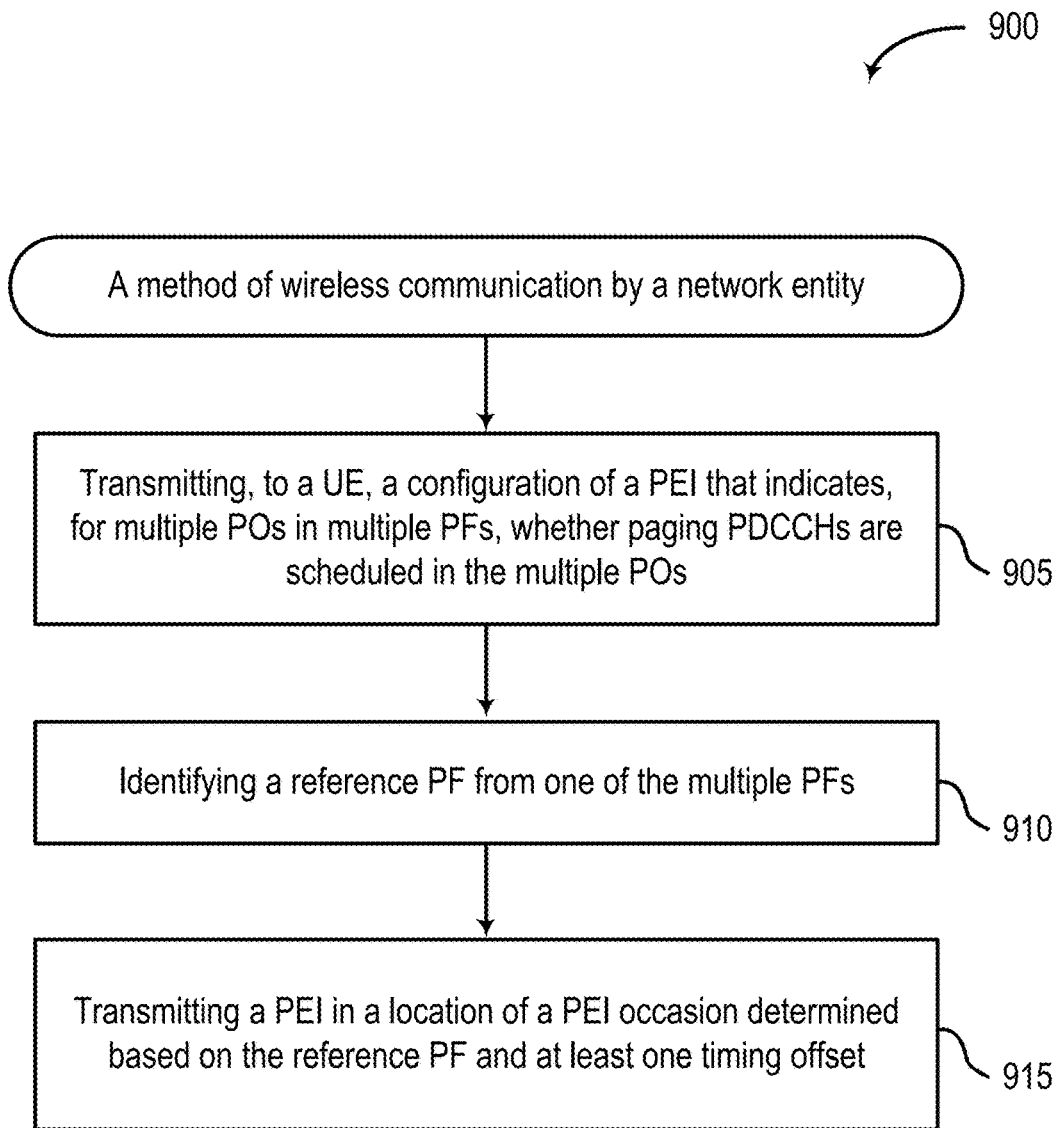 900
A method of wireless communication by a network entity
Transmitting, to a UE, a configuration of a PEI that indicates,
for multiple POs in multiple PFs, whether paging PDCCHs are
scheduled in the multiple POs
905
Identifying a reference PF from one of the multiple PFs
910
Transmitting a PEI in a location of a PEI occasion determined
based on the reference PF and at least one timing offset
915